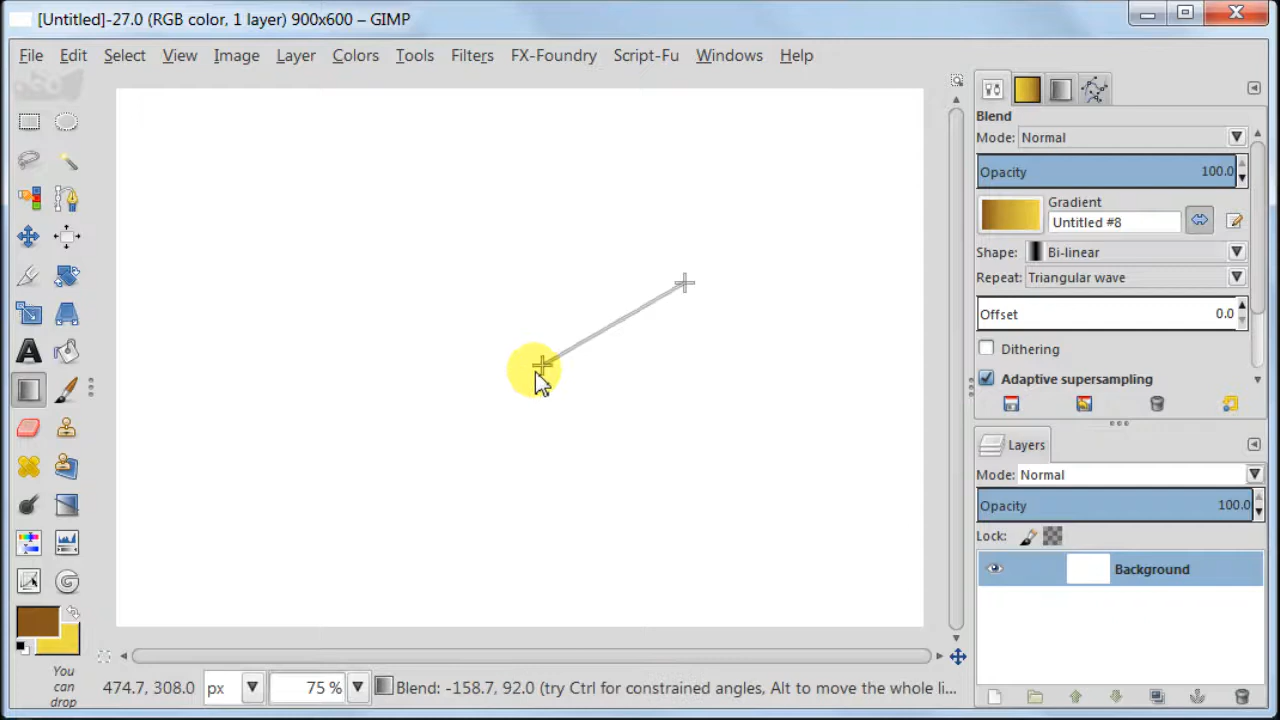 [Untitled]-27.0 (RGB color, 1 layer) 900x600 – GIMP
File Edit Select View Image Layer Colors Tools Filters FX-Foundry Script-Fu Windows Help
Blend
Mode: Normal
Opacity 100.0
Gradient
Untitled #8
Shape: Bi-linear
Repeat: Triangular wave
Offset 0.0
Dithering
Adaptive supersampling
Layers
Mode: Normal
Opacity 100.0
Lock:
Background
You
can
drop
474.7, 308.0 px 75 % Blend: -158.7, 92.0 (try Ctrl for constrained angles, Alt to move the whole li...